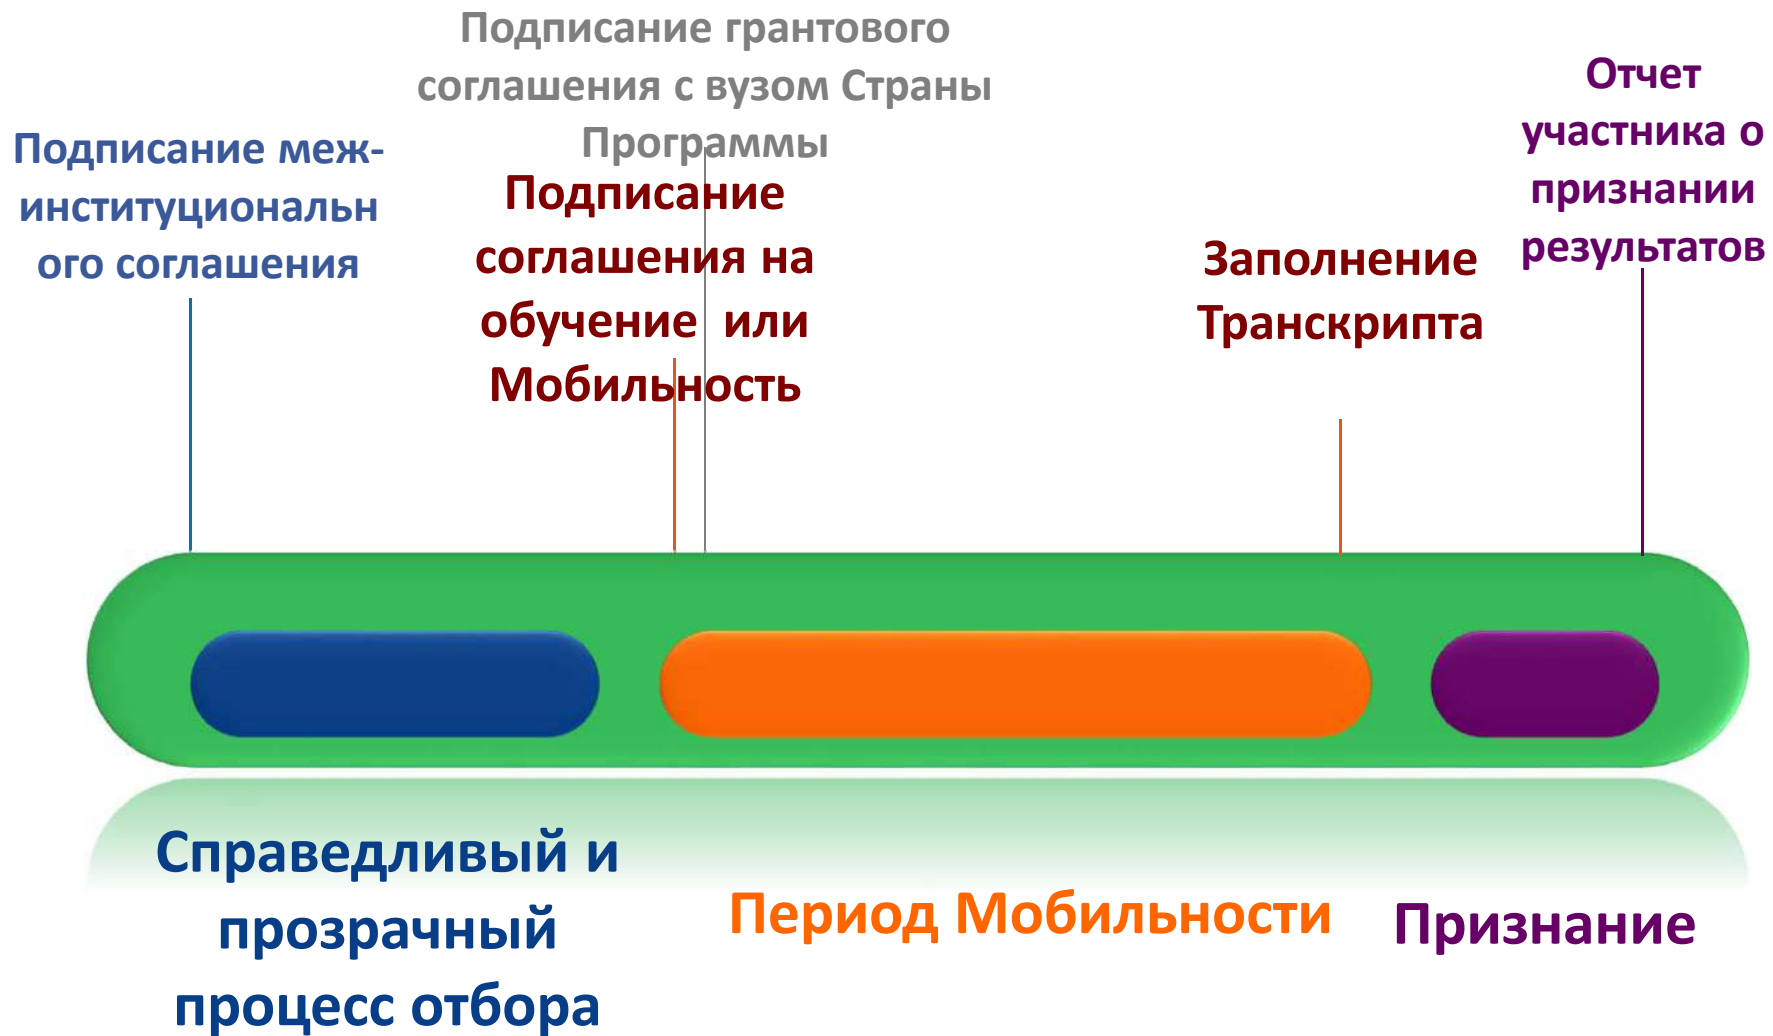 Подписание грантового
соглашения с вузом Страны
Программы
Подписание меж-
институциональн
ого соглашения
Подписание
соглашения на
обучение или
Мобильность
Заполнение
Транскрипта
Отчет
участника о
признании
результатов
Справедливый и
прозрачный
процесс отбора
Период Мобильности
Признание